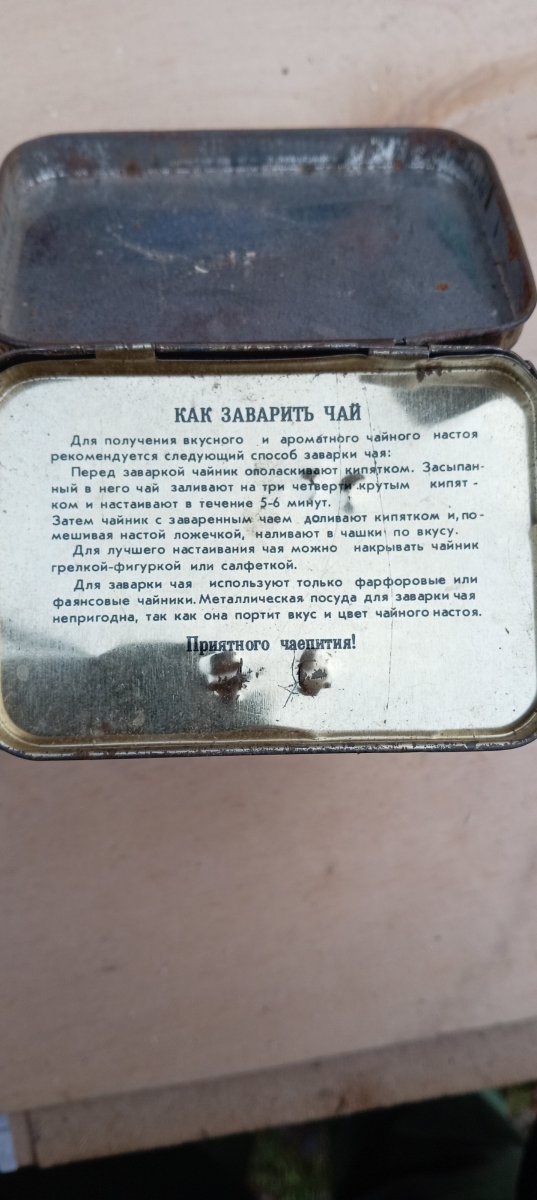 КАК ЗАВАРИТЬ ЧАЙ
Для получения вкусного и ароматного чайного настоя
рекомендуется следующий способ заварки чая:
Перед заваркой чайник ополаскивают кипятком. Засыпан-
ный в него чай заливают на три четверти крутым кипят-
ком и настаивают в течение 5-6 минут.
Затем чайник с заваренным чаем доливают кипятком и, по-
мешивая настой ложечкой, наливают в чашки по вкусу.
Для лучшего настаивания чая можно накрывать чайник
грелкой-фигуркой или салфеткой.
Для заварки чая используют только фарфоровые или
фаянсовые чайники. Металлическая посуда для заварки чая
непригодна, так как она портит вкус и цвет чайного настоя.
Приятного чаепития!